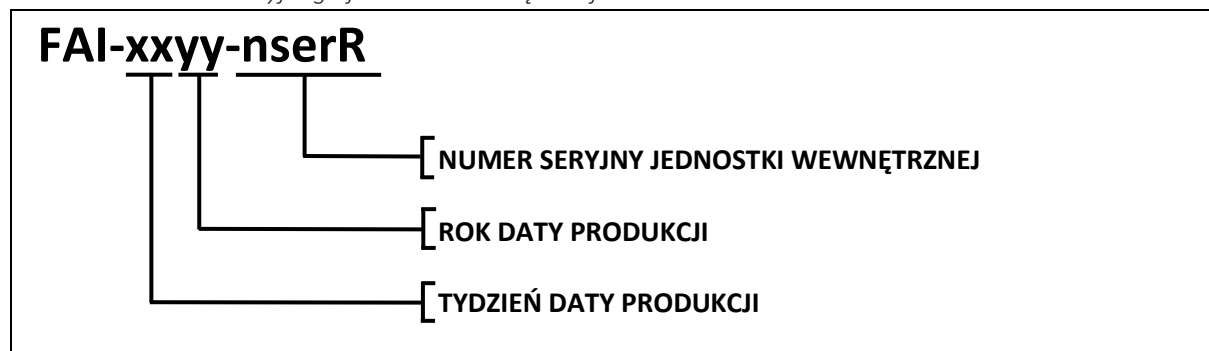 FAI-xxyy-nserR
NUMER SERYJNY JEDNOSTKI WEWNĘTRZNEJ
ROK DATY PRODUKCJI
TYDZIEŃ DATY PRODUKCJI